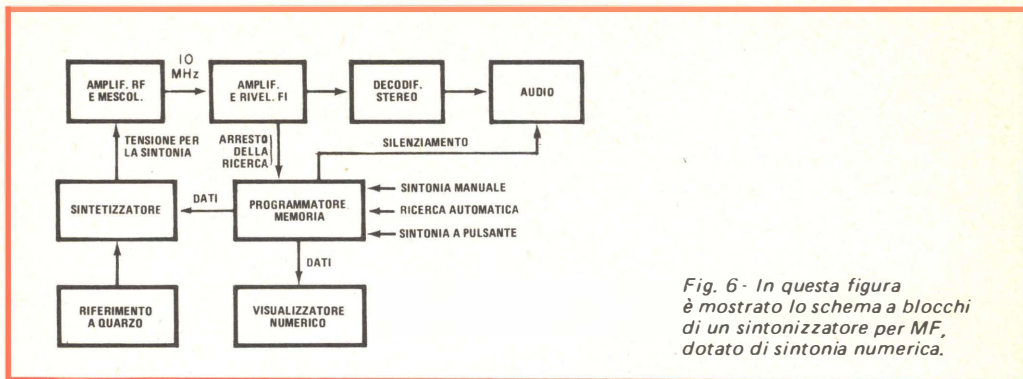 10
MHz
AMPLIF. RF
E MESCOL.
AMPLIF.
E RIVEL. FI
DECODIF.
STEREO
AUDIO
TENSIONE PER
LA SINTONIA
ARRESTO
DELLA
RICERCA
SILENZIAMENTO
SINTETIZZATORE
DATI
PROGRAMMATORE
MEMORIA
SINTONIA MANUALE
RICERCA AUTOMATICA
SINTONIA A PULSANTE
DATI
RIFERIMENTO
A QUARZO
VISUALIZZATORE
NUMERICO
Fig. 6 - In questa figura
è mostrato lo schema a blocchi
di un sintonizzatore per MF,
dotato di sintonia numerica.